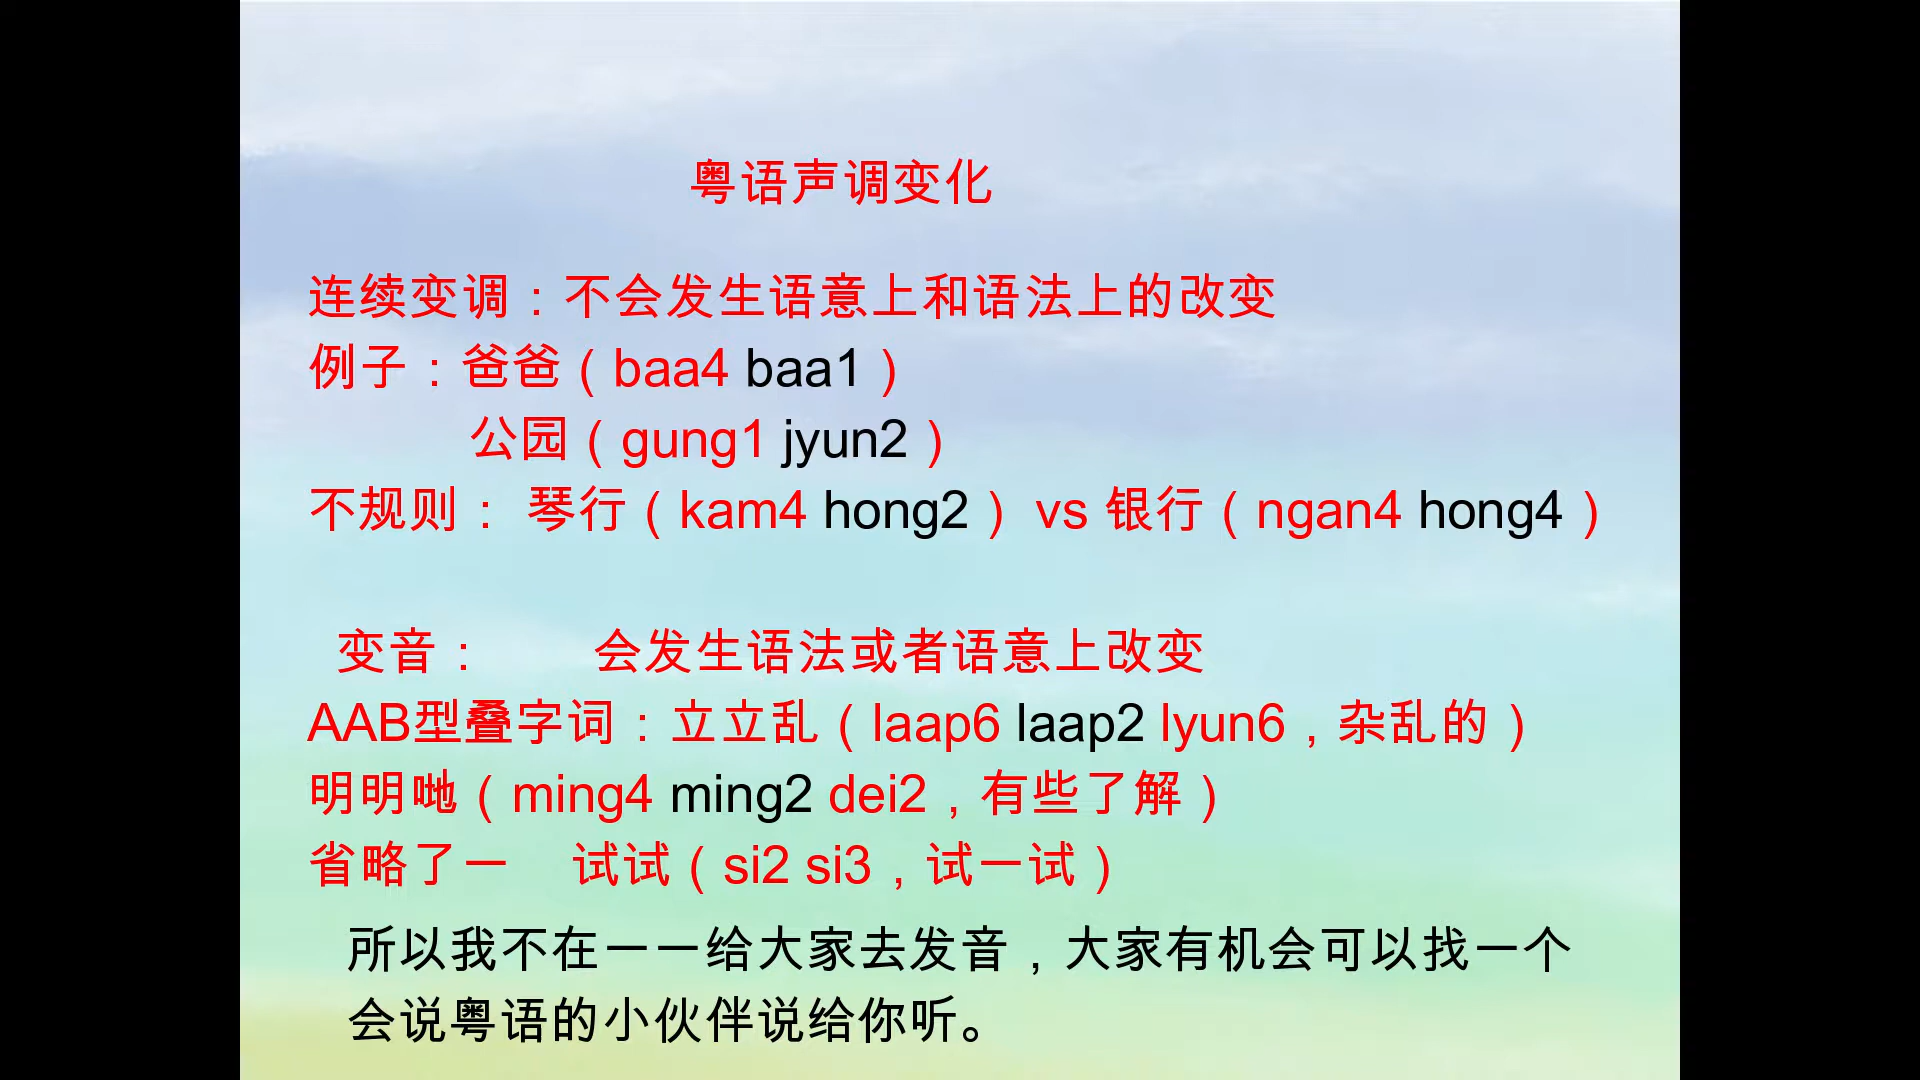 粤语声调变化
连续变调：不会发生语意上和语法上的改变
例子：爸爸（baa4 baa1）
公园（gung1 jyun2）
不规则： 琴行（kam4 hong2） vs 银行（ngan4 hong4）
变音： 会发生语法或者语意上改变
AAB型叠字词：立立乱（laap6 laap2 lyun6，杂乱的）
明明哋（ming4 ming2 dei2，有些了解）
省略了一 试试（si2 si3，试一试）
所以我不在一一给大家去发音，大家有机会可以找一个
会说粤语的小伙伴说给你听。